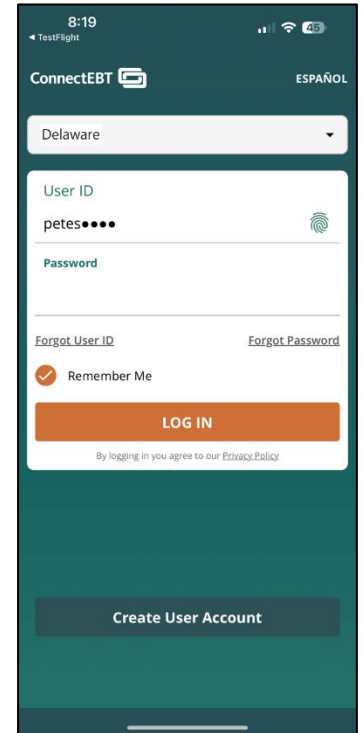 8:19
45
TestFlight
ConnectEBT
ESPAÑOL
Delaware
User ID
petes●●●●
Password
Forgot User ID
Forgot Password
Remember Me
LOG IN
By logging in you agree to our Privacy Policy
Create User Account